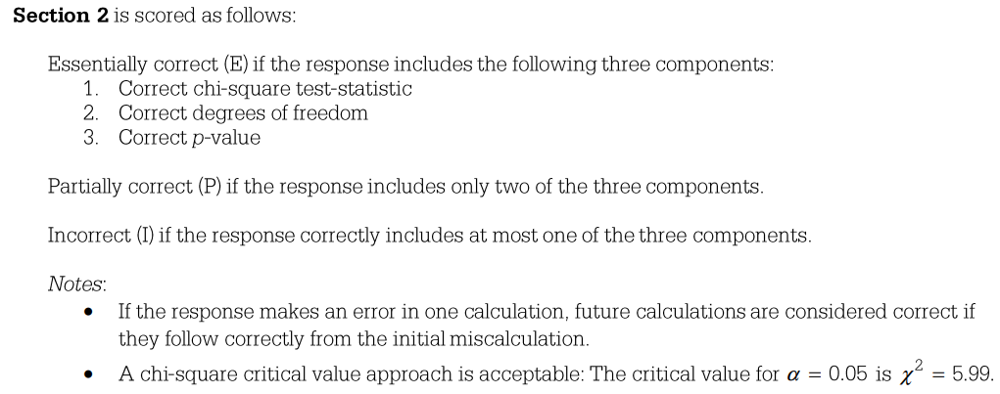 Section 2 is scored as follows:
Essentially correct (E) if the response includes the following three components:
1. Correct chi-square test-statistic
2. Correct degrees of freedom
3. Correct p-value
Partially correct (P) if the response includes only two of the three components.
Incorrect (I) if the response correctly includes at most one of the three components.
Notes:
• If the response makes an error in one calculation, future calculations are considered correct if
they follow correctly from the initial miscalculation.
• A chi-square critical value approach is acceptable: The critical value for α = 0.05 is χ² = 5.99.